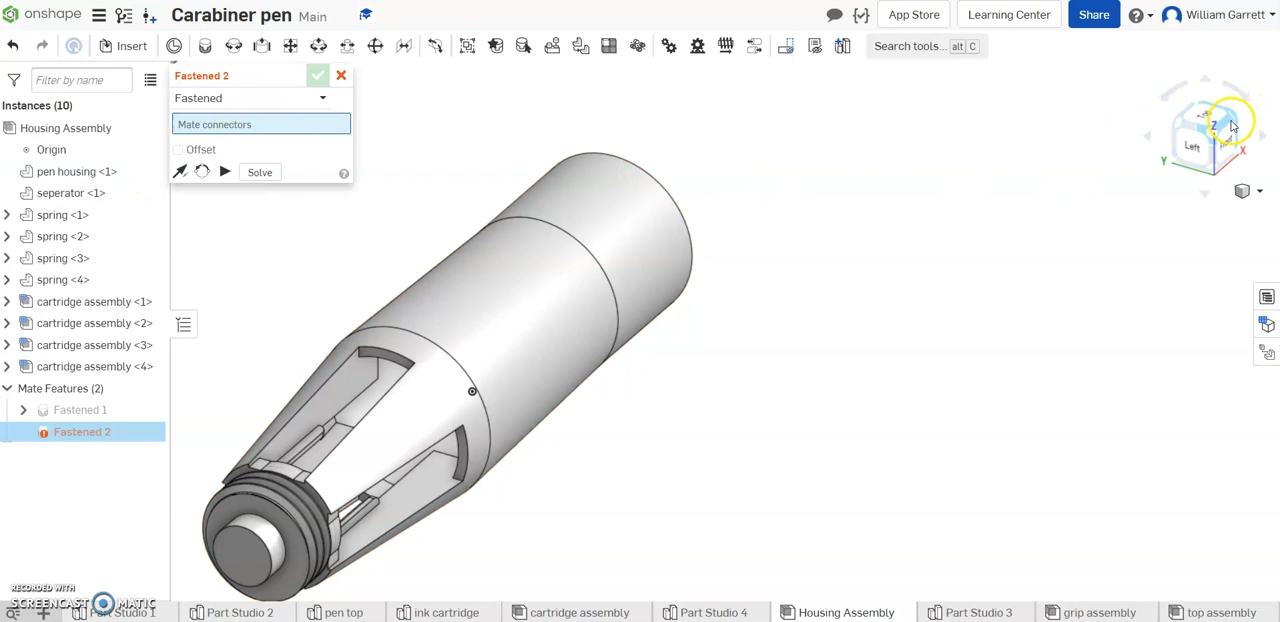 onshape Carabiner pen Main App Store Learning Center Share William Garrett
Insert Search tools... alt C
Filter by name
Instances (10)
Housing Assembly
Origin
pen housing <1>
seperator <1>
spring <1>
spring <2>
spring <3>
spring <4>
cartridge assembly <1>
cartridge assembly <2>
cartridge assembly <3>
cartridge assembly <4>
Mate Features (2)
Fastened 1
Fastened 2
Fastened 2
Fastened
Mate connectors
Offset
Solve
Z
Left
X
Y
RECORDED WITH
SCREENCAST MATIC
Part Studio 1 Part Studio 2 pen top ink cartridge cartridge assembly Part Studio 4 Housing Assembly Part Studio 3 grip assembly top assembly